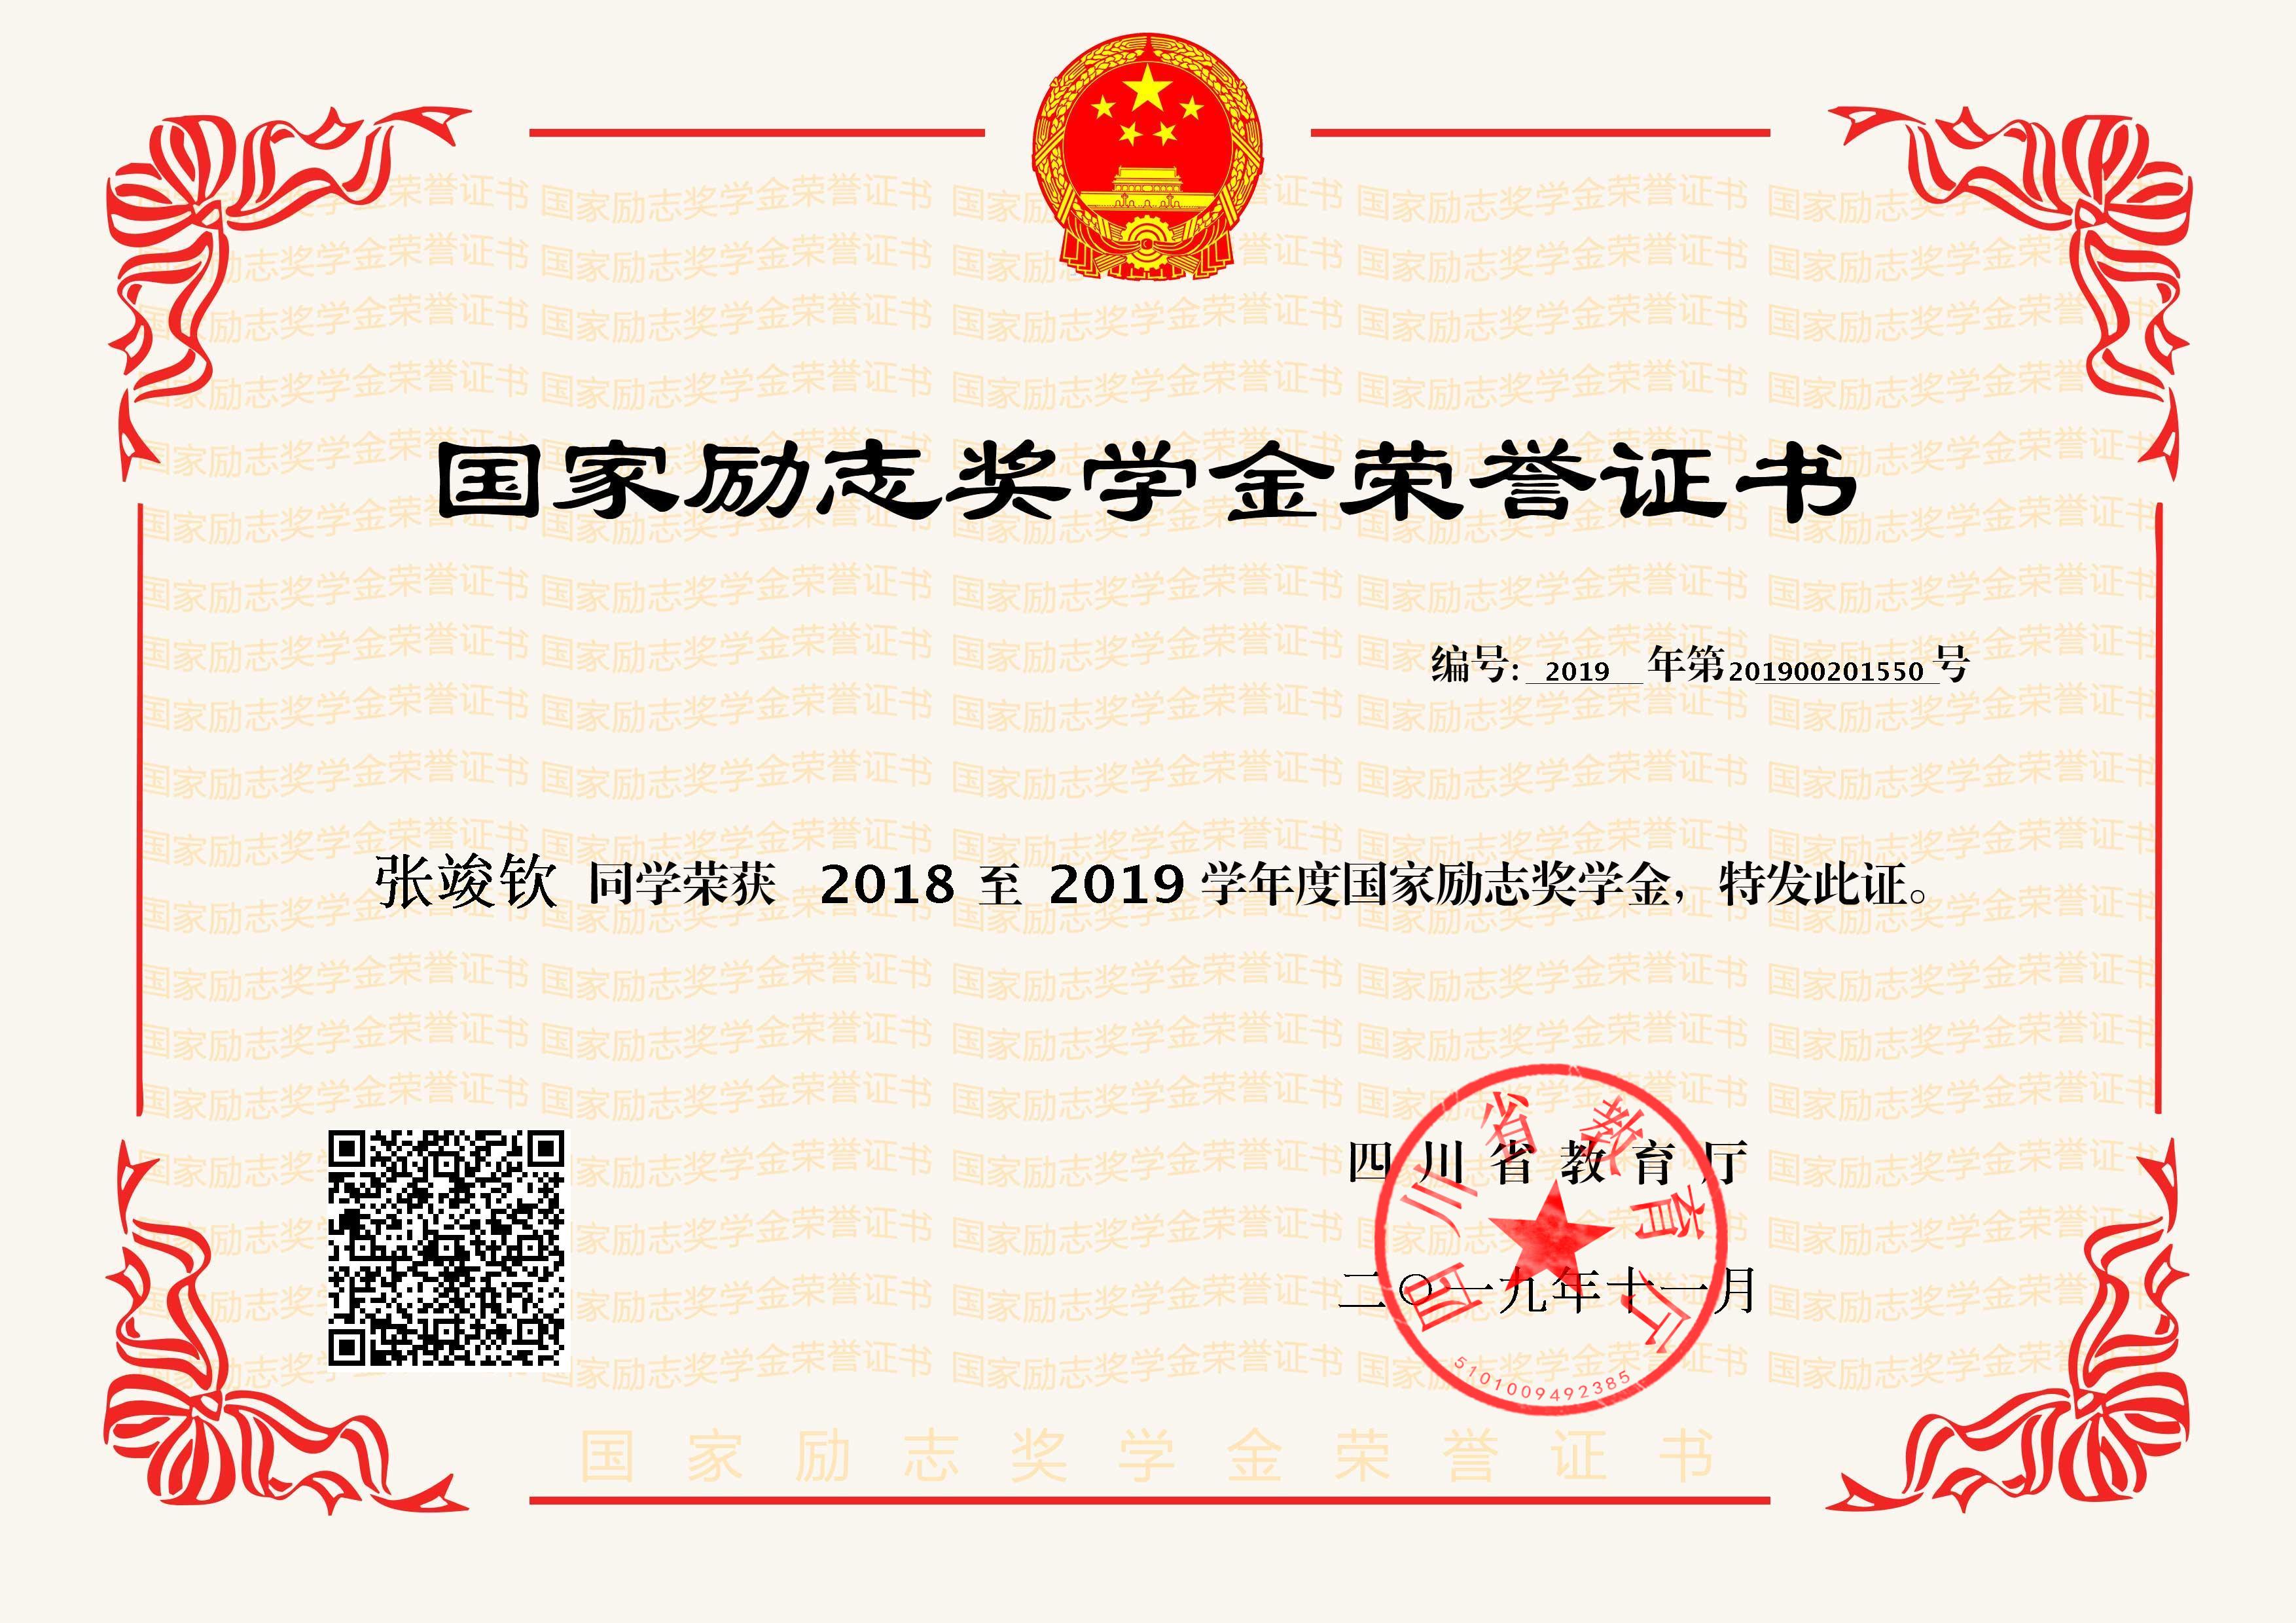 国家励志奖学金荣誉证书
编号: 2019 年第201900201550号
张竣钦 同学荣获 2018 至 2019 学年度国家励志奖学金，特发此证。
四川省教育厅
二〇一九年十一月
四川省教育厅
5101009492385
国家励志奖学金荣誉证书